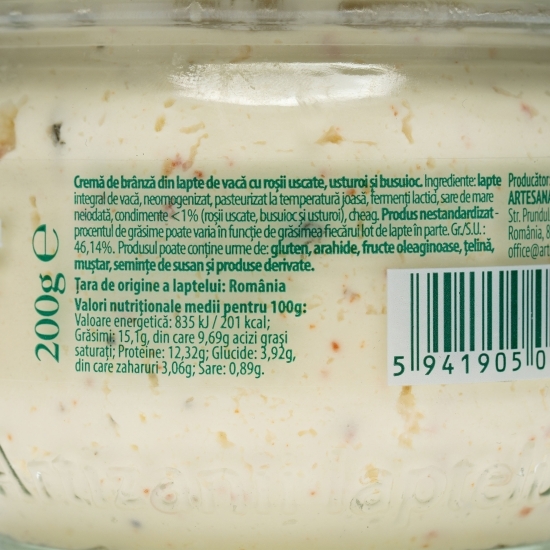 Cremă de brânză din lapte de vacă cu roșii uscate, usturoi și busuioc. Ingrediente: lapte
integral de vacă, neomogenizat, pasteurizat la temperatură joasă, fermenți lactici, sare de mare
neiodată, condimente <1% (roșii uscate, busuioc și usturoi), cheag. Produs nestandardizat -
procentul de grăsime poate varia în funcție de grăsimea fiecărui lot de lapte în parte. Gr./S.U.:
46,14%. Produsul poate conține urme de: gluten, arahide, fructe oleaginoase, țelină,
muștar, semințe de susan și produse derivate.
Țara de origine a laptelui: România
Valori nutriționale medii pentru 100g:
Valoare energetică: 835 kJ / 201 kcal;
Grăsimi: 15,1g, din care 9,69g acizi grași
saturați; Proteine: 12,32g; Glucide: 3,92g,
din care zaharuri 3,06g; Sare: 0,89g.
200g e
Producător:
ARTESANA
Str. Prundu
România, 8
office@art
5 941905 0